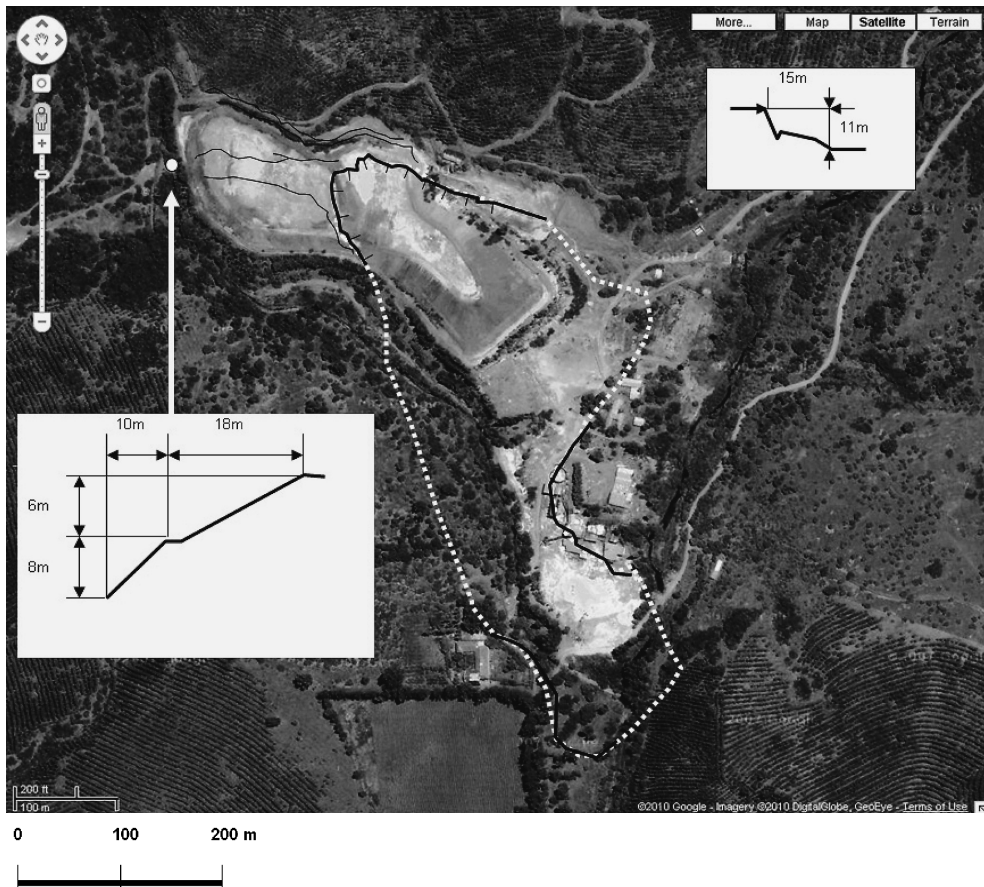 More...
Map
Satellite
Terrain
15m
11m
10m
18m
6m
8m
200 ft
100 m
©2010 Google - Imagery ©2010 DigitalGlobe, GeoEye - Terms of Use
0
100
200 m